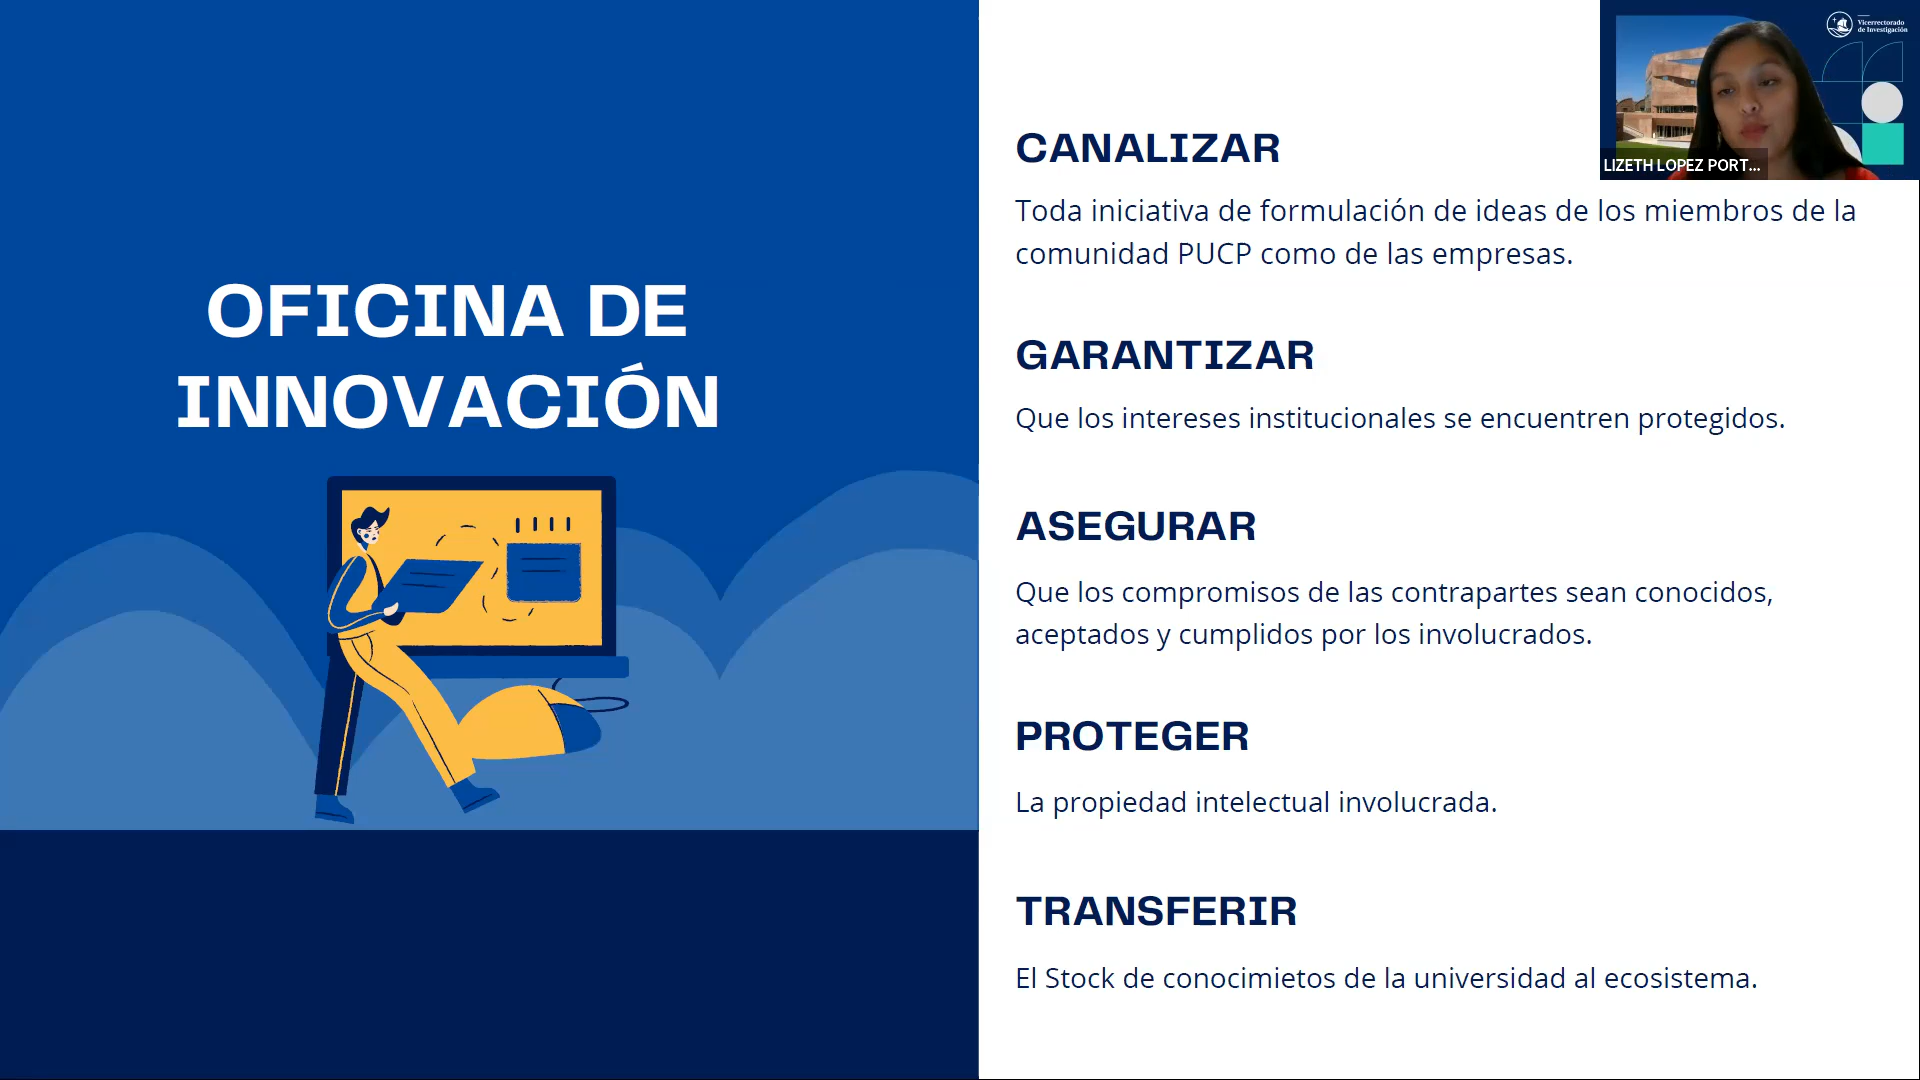 OFICINA DE
INNOVACIÓN
CANALIZAR
Toda iniciativa de formulación de ideas de los miembros de la
comunidad PUCP como de las empresas.
GARANTIZAR
Que los intereses institucionales se encuentren protegidos.
ASEGURAR
Que los compromisos de las contrapartes sean conocidos,
aceptados y cumplidos por los involucrados.
PROTEGER
La propiedad intelectual involucrada.
TRANSFERIR
El Stock de conocimietos de la universidad al ecosistema.
Vicerrectorado
de Investigación
LIZETH LOPEZ PORT...